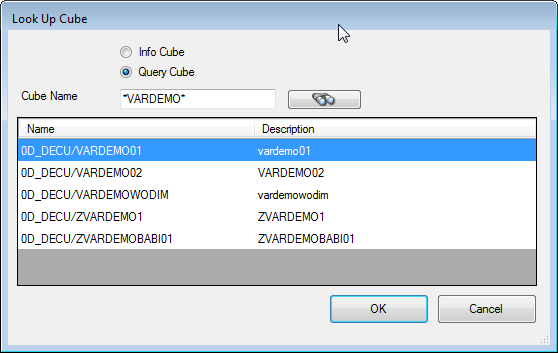 Look Up Cube
Info Cube
Query Cube
Cube Name *VARDEMO*
Name Description
0D_DECU/VARDEMO01 vardemo01
0D_DECU/VARDEMO02 VARDEMO02
0D_DECU/VARDEMOWODIM vardemowodim
0D_DECU/ZVARDEMO1 ZVARDEMO1
0D_DECU/ZVARDEMOBABI01 ZVARDEMOBABI01
OK Cancel